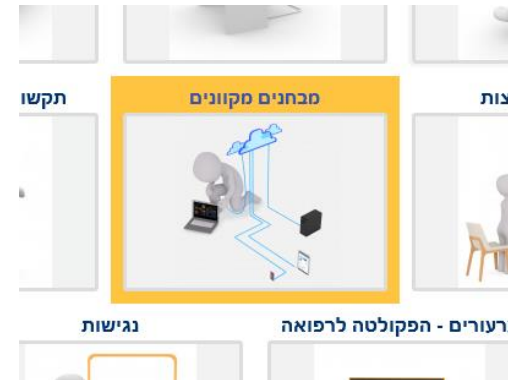 צות
מבחנים מקוונים
תקשו
רעורים - הפקולטה לרפואה
נגישות